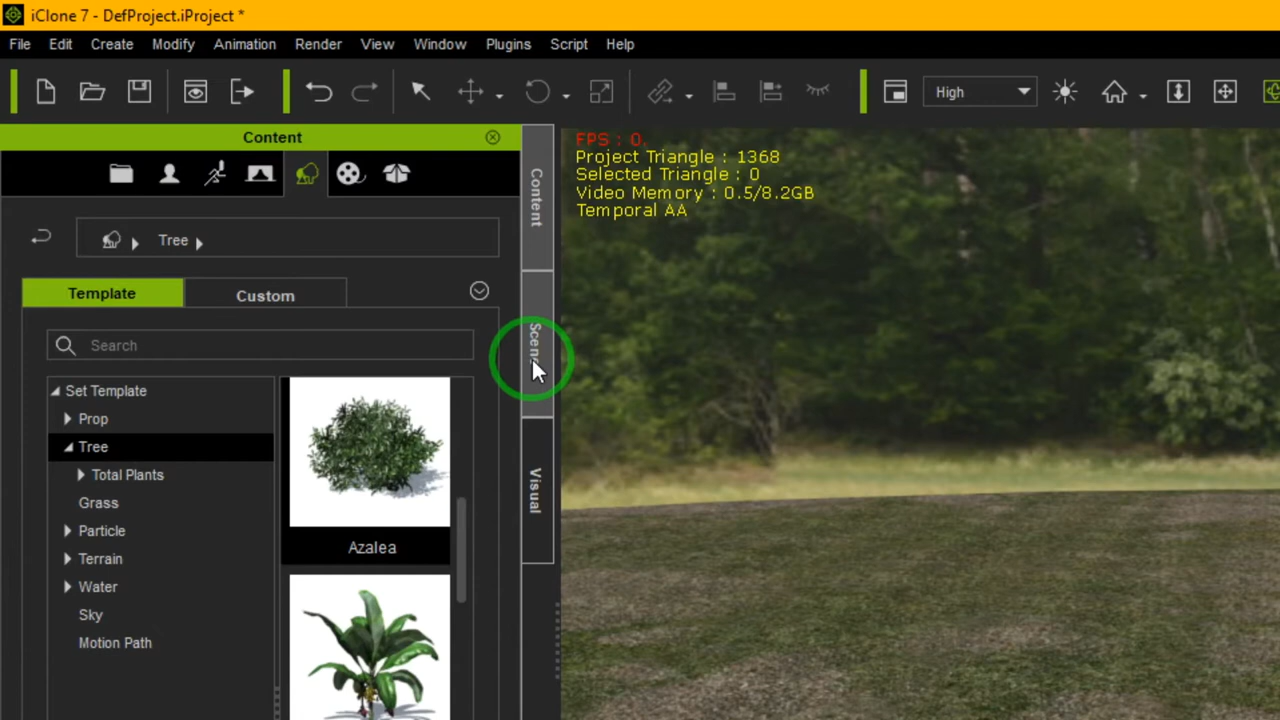 iClone 7 - DefProject.iProject *
File Edit Create Modify Animation Render View Window Plugins Script Help
High
Content
Tree
Template Custom
Search
Set Template
Prop
Tree
Total Plants
Grass
Particle
Terrain
Water
Sky
Motion Path
Azalea
Content
Scene
Visual
FPS : 0.
Project Triangle : 1368
Selected Triangle : 0
Video Memory : 0.5/8.2GB
Temporal AA